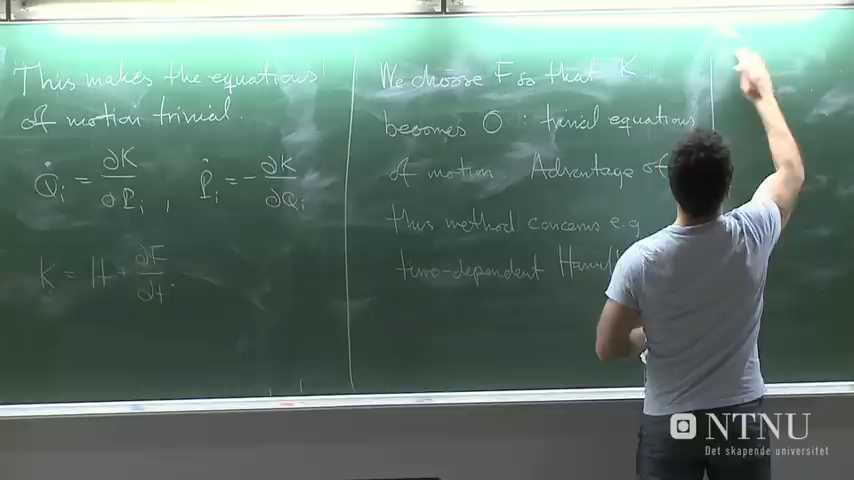 This makes the equations
of motion trivial.
Q̇ᵢ = ∂K/∂Pᵢ , Ṗᵢ = - ∂K/∂Qᵢ
K = H + ∂F/∂t.
We choose F so that K
becomes 0 : trivial equations
of motion. Advantage of
this method concerns e.g
time-dependent
NTNU
Det skapende universitet